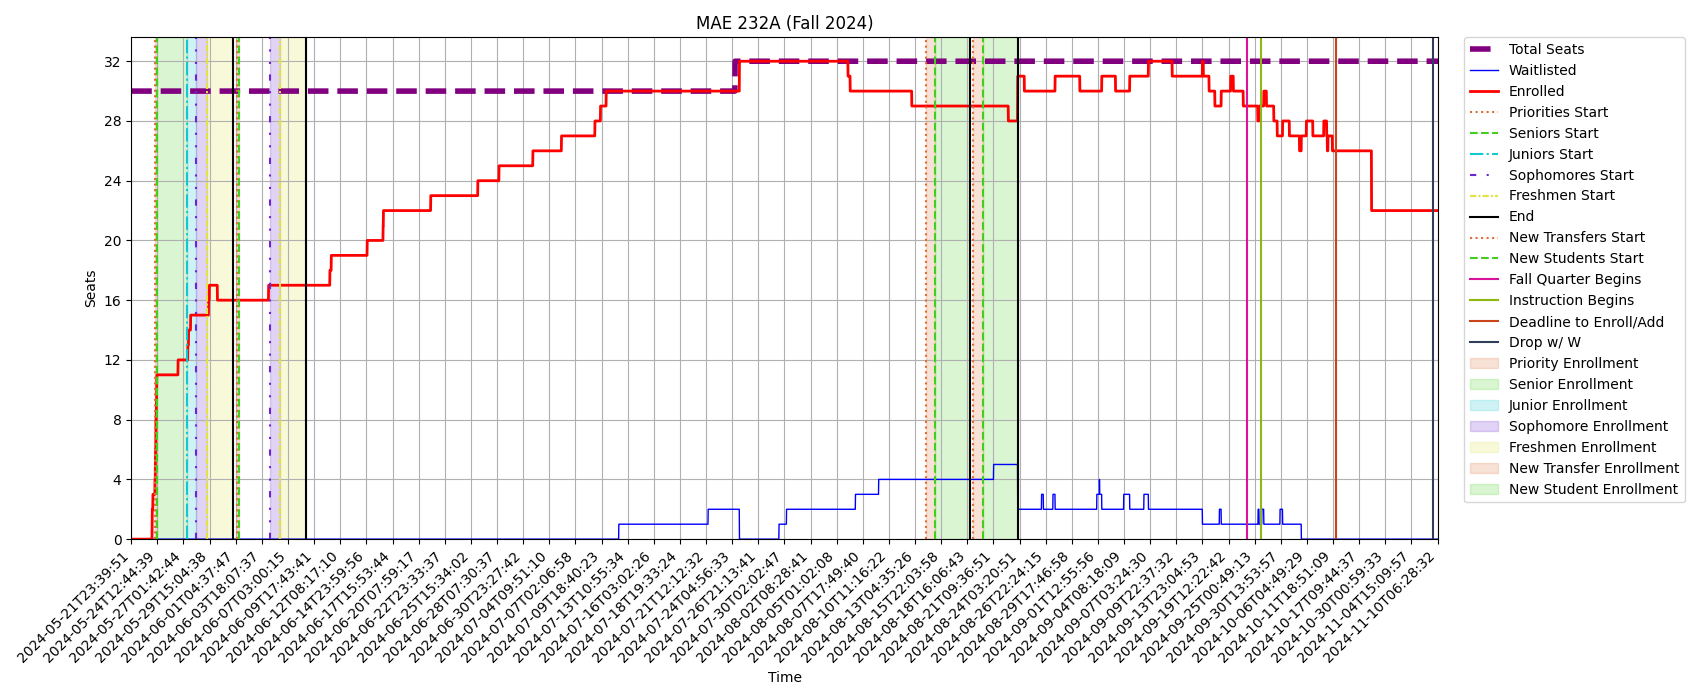 MAE 232A (Fall 2024)
Seats
32
28
24
20
16
12
8
4
0
2024-05-21T23:39:51
2024-05-24T12:44:39
2024-05-27T01:42:44
2024-05-29T15:04:38
2024-06-01T04:37:47
2024-06-03T18:07:37
2024-06-07T03:00:15
2024-06-09T17:43:41
2024-06-12T08:17:10
2024-06-14T23:59:56
2024-06-17T15:53:44
2024-06-20T07:59:17
2024-06-22T23:33:37
2024-06-25T15:34:02
2024-06-28T07:30:37
2024-06-30T23:27:42
2024-07-04T09:51:10
2024-07-07T02:06:58
2024-07-09T18:40:23
2024-07-13T10:55:34
2024-07-16T03:02:26
2024-07-18T19:33:24
2024-07-21T12:12:32
2024-07-24T04:56:33
2024-07-26T21:13:41
2024-07-30T02:02:47
2024-08-02T08:28:41
2024-08-05T01:02:08
2024-08-07T17:49:40
2024-08-10T11:16:22
2024-08-13T04:35:26
2024-08-15T22:03:58
2024-08-18T16:06:43
2024-08-21T09:36:51
2024-08-24T03:20:51
2024-08-26T22:24:15
2024-08-29T17:46:58
2024-09-01T12:55:56
2024-09-04T08:18:09
2024-09-07T03:24:30
2024-09-09T22:37:32
2024-09-13T23:04:53
2024-09-19T12:22:42
2024-09-25T00:49:13
2024-09-30T13:53:57
2024-10-06T04:49:29
2024-10-11T18:51:09
2024-10-17T09:44:37
2024-10-30T00:59:33
2024-11-04T15:09:57
2024-11-10T06:28:32
Time
Total Seats
Waitlisted
Enrolled
Priorities Start
Seniors Start
Juniors Start
Sophomores Start
Freshmen Start
End
New Transfers Start
New Students Start
Fall Quarter Begins
Instruction Begins
Deadline to Enroll/Add
Drop w/ W
Priority Enrollment
Senior Enrollment
Junior Enrollment
Sophomore Enrollment
Freshmen Enrollment
New Transfer Enrollment
New Student Enrollment